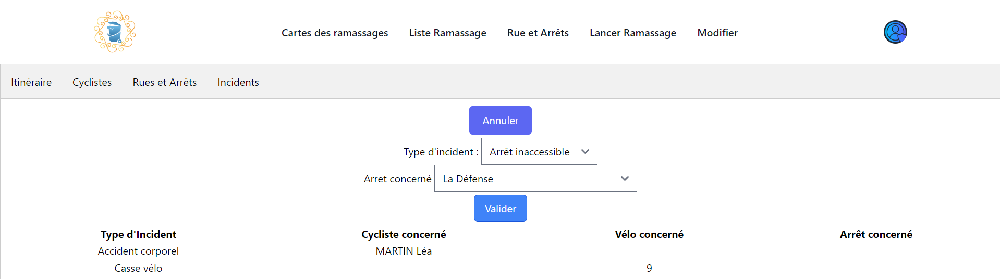 Cartes des ramassages Liste Ramassage Rue et Arrêts Lancer Ramassage Modifier
Itinéraire Cyclistes Rues et Arrêts Incidents
Annuler
Type d'incident : Arrêt inaccessible
Arret concerné La Défense
Valider
Type d'Incident Cycliste concerné Vélo concerné Arrêt concerné
Accident corporel MARTIN Léa
Casse vélo 9